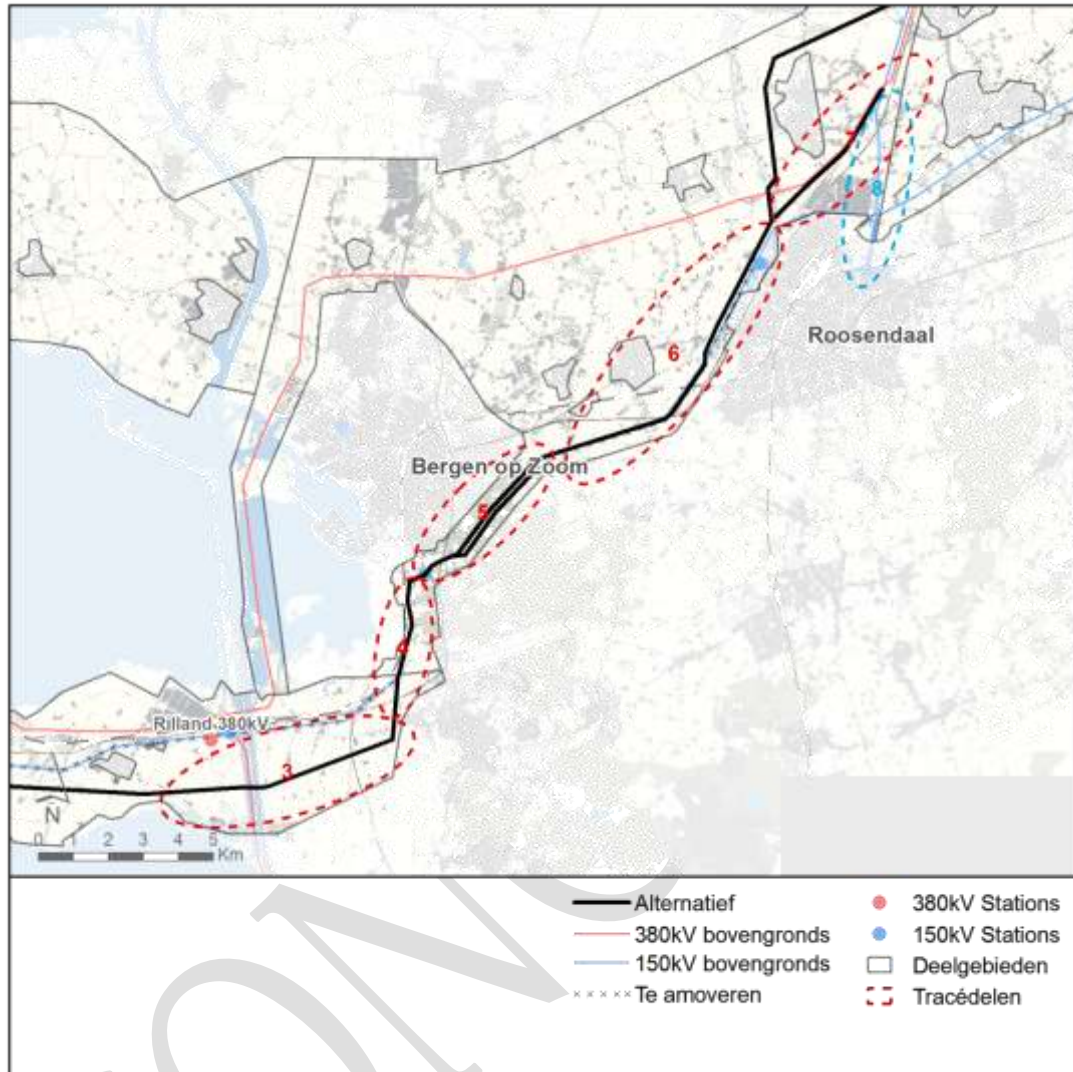 7
8
Roosendaal
6
Bergen op Zoom
5
4
Rilland 380kV
3
N
0 1 2 3 4 5
Km
Alternatief
380kV bovengronds
150kV bovengronds
Te amoveren
380kV Stations
150kV Stations
Deelgebieden
Tracédelen